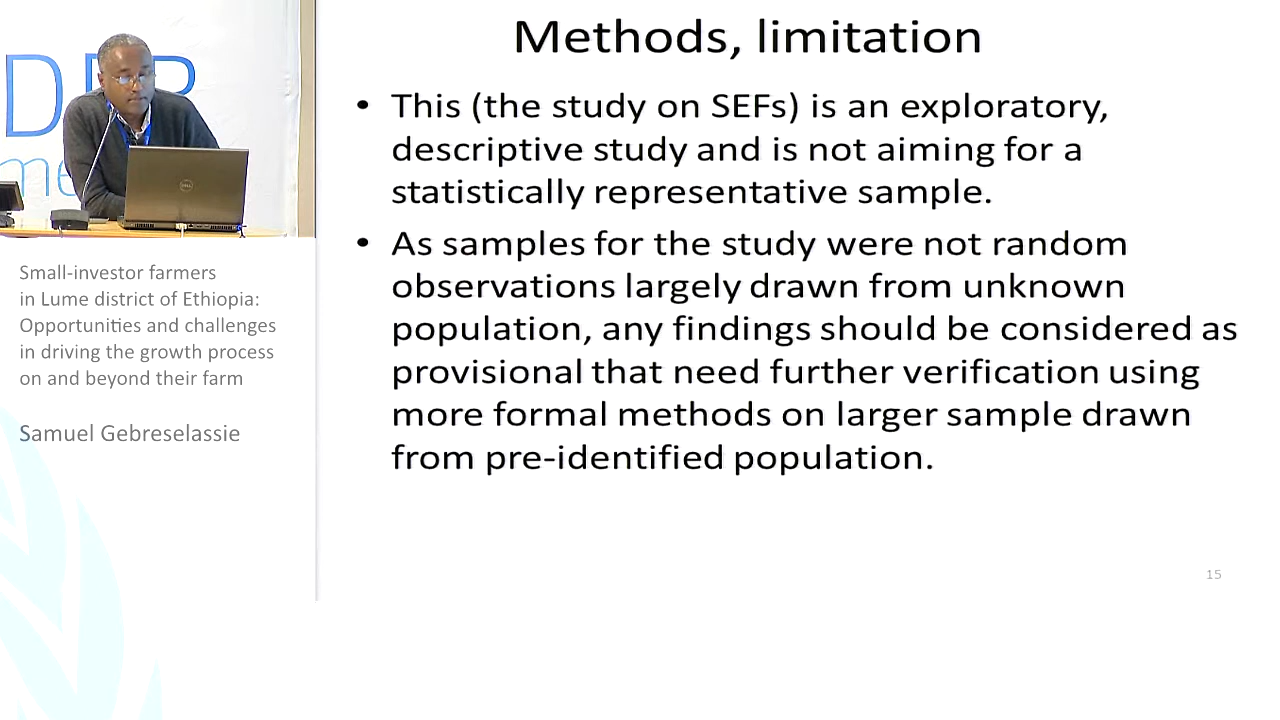 Methods, limitation
• This (the study on SEFs) is an exploratory,
descriptive study and is not aiming for a
statistically representative sample.
• As samples for the study were not random
observations largely drawn from unknown
population, any findings should be considered as
provisional that need further verification using
more formal methods on larger sample drawn
from pre-identified population.
15
Small-investor farmers
in Lume district of Ethiopia:
Opportunities and challenges
in driving the growth process
on and beyond their farm
Samuel Gebreselassie
DELL